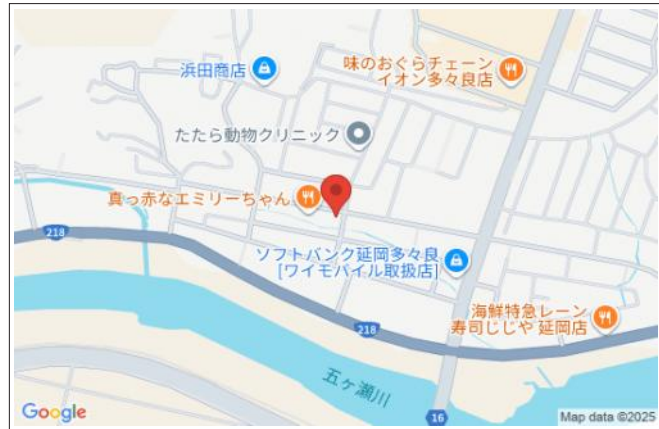 味のおぐらチェーン
イオン多々良店
浜田商店
たたら動物クリニック
真っ赤なエミリーちゃん
218
ソフトバンク延岡多々良
[ワイモバイル取扱店]
海鮮特急レーン
寿司じじや 延岡店
218
五ヶ瀬川
16
Google
Map data ©2025